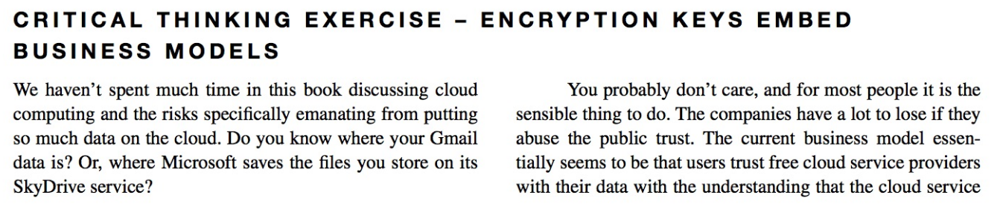 CRITICAL THINKING EXERCISE – ENCRYPTION KEYS EMBED
BUSINESS MODELS
We haven’t spent much time in this book discussing cloud
computing and the risks specifically emanating from putting
so much data on the cloud. Do you know where your Gmail
data is? Or, where Microsoft saves the files you store on its
SkyDrive service?
You probably don’t care, and for most people it is the
sensible thing to do. The companies have a lot to lose if they
abuse the public trust. The current business model essen-
tially seems to be that users trust free cloud service providers
with their data with the understanding that the cloud service